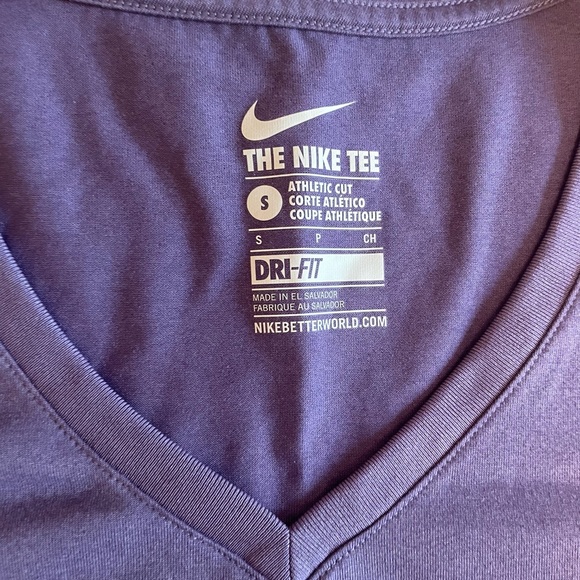 THE NIKE TEE
S
ATHLETIC CUT
CORTE ATLÉTICO
COUPE ATHLÉTIQUE
S P CH
DRI-FIT
MADE IN EL SALVADOR
FABRIQUE AU SALVADOR
NIKEBETTERWORLD.COM